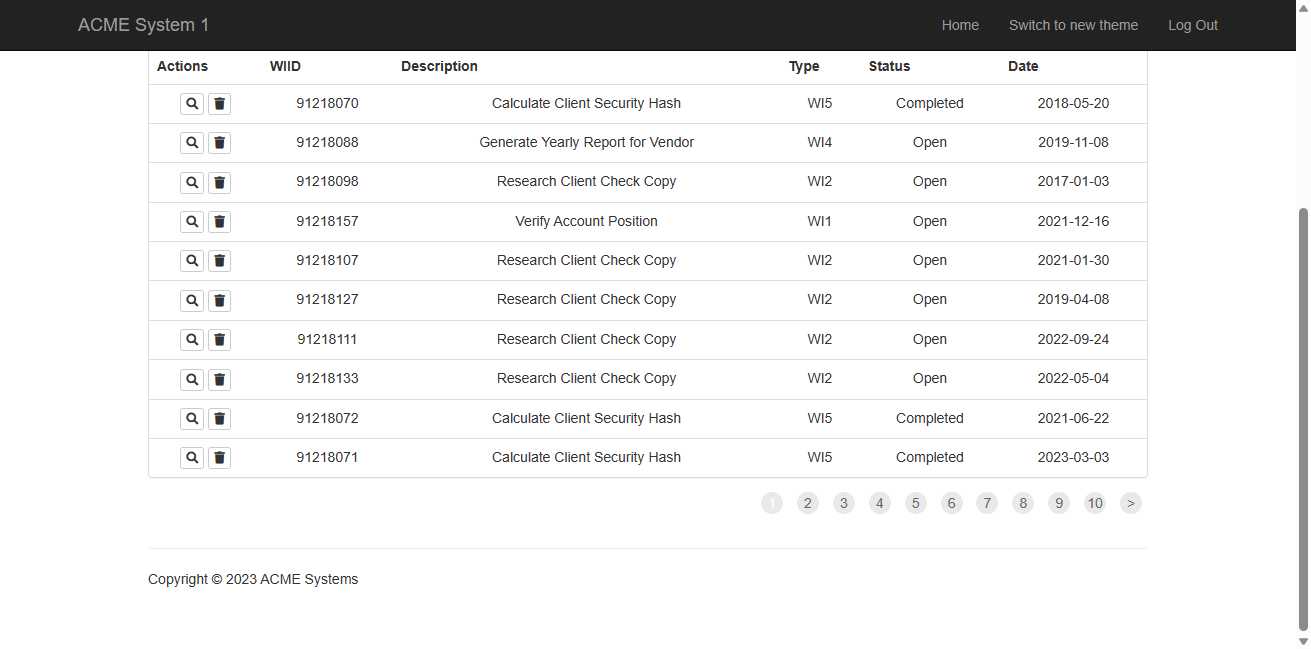 ACME System 1 Home Switch to new theme Log Out
Actions WIID Description Type Status Date
91218070 Calculate Client Security Hash WI5 Completed 2018-05-20
91218088 Generate Yearly Report for Vendor WI4 Open 2019-11-08
91218098 Research Client Check Copy WI2 Open 2017-01-03
91218157 Verify Account Position WI1 Open 2021-12-16
91218107 Research Client Check Copy WI2 Open 2021-01-30
91218127 Research Client Check Copy WI2 Open 2019-04-08
91218111 Research Client Check Copy WI2 Open 2022-09-24
91218133 Research Client Check Copy WI2 Open 2022-05-04
91218072 Calculate Client Security Hash WI5 Completed 2021-06-22
91218071 Calculate Client Security Hash WI5 Completed 2023-03-03
1 2 3 4 5 6 7 8 9 10 >
Copyright © 2023 ACME Systems